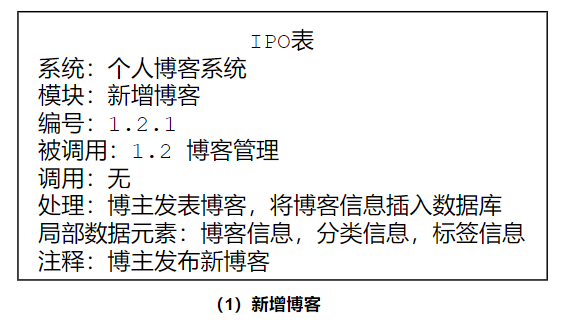 IPO表
系统：个人博客系统
模块：新增博客
编号：1.2.1
被调用：1.2 博客管理
调用：无
处理：博主发表博客，将博客信息插入数据库
局部数据元素：博客信息，分类信息，标签信息
注释：博主发布新博客
（1）新增博客